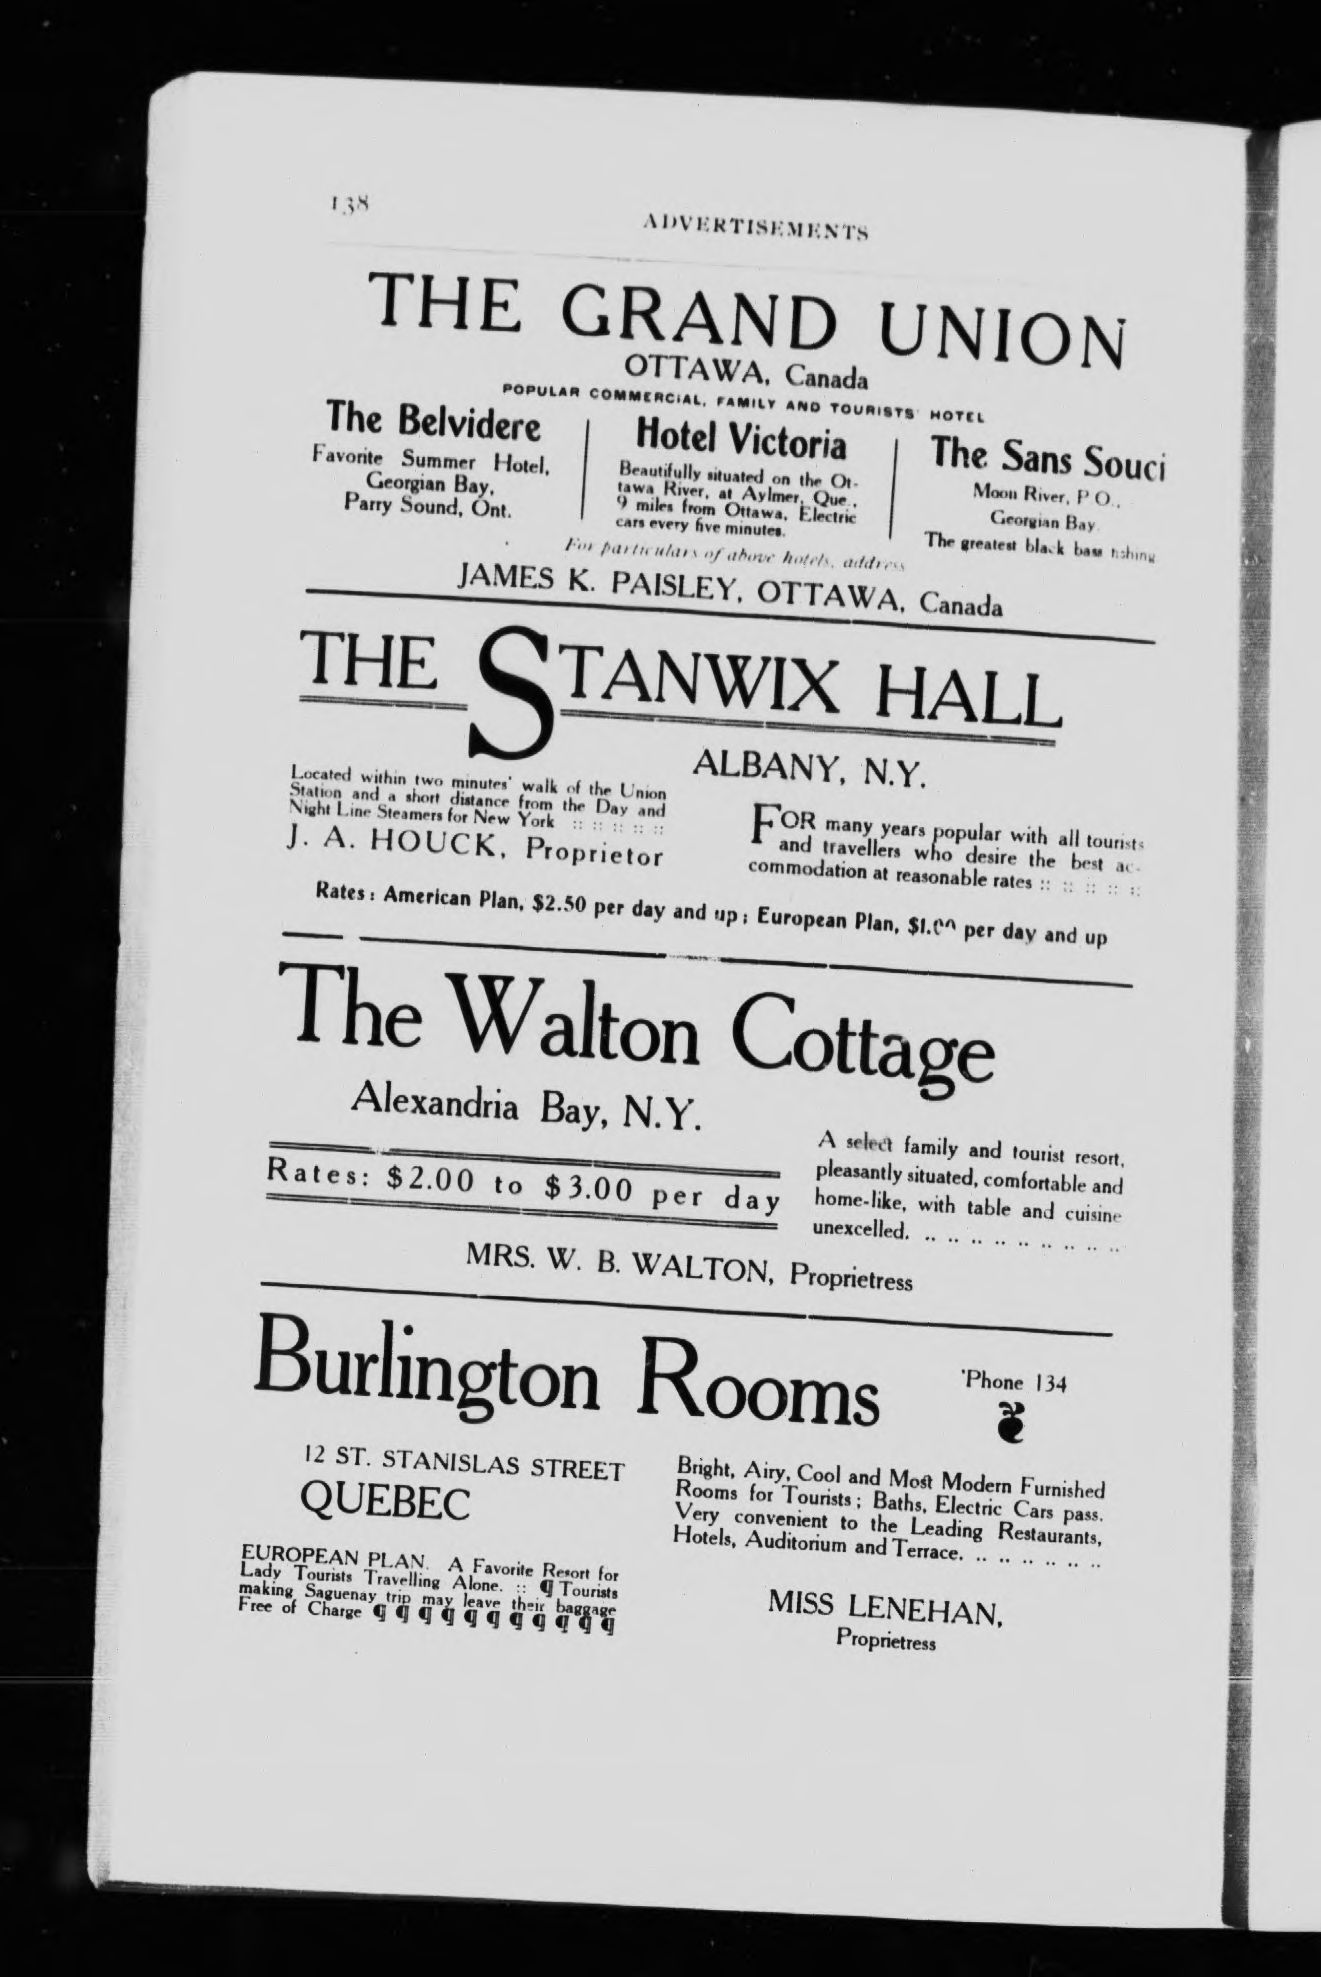 138
ADVERTISEMENTS
THE GRAND UNION
OTTAWA, Canada
POPULAR COMMERCIAL, FAMILY AND TOURISTS' HOTEL
The Belvidere
Favorite Summer Hotel,
Georgian Bay,
Parry Sound, Ont.
Hotel Victoria
Beautifully situated on the Ot-
tawa River, at Aylmer, Que.,
9 miles from Ottawa, Electric
cars every five minutes.
The Sans Souci
Moon River, P O.,
Georgian Bay
The greatest black bass fishing
For particulars of above hotels, address
JAMES K. PAISLEY, OTTAWA, Canada
THE STANWIX HALL
ALBANY, N.Y.
Located within two minutes' walk of the Union
Station and a short distance from the Day and
Night Line Steamers for New York :: :: :: :: ::
J. A. HOUCK, Proprietor
FOR many years popular with all tourists
and travellers who desire the best ac-
commodation at reasonable rates :: :: :: :: ::
Rates: American Plan, $2.50 per day and up; European Plan, $1.00 per day and up
The Walton Cottage
Alexandria Bay, N.Y.
Rates: $2.00 to $3.00 per day
A select family and tourist resort,
pleasantly situated, comfortable and
home-like, with table and cuisine
unexcelled. .. .. .. .. .. .. .. .. ..
MRS. W. B. WALTON, Proprietress
Burlington Rooms
'Phone 134
12 ST. STANISLAS STREET
QUEBEC
EUROPEAN PLAN. A Favorite Resort for
Lady Tourists Travelling Alone. :: ¶ Tourists
making Saguenay trip may leave their baggage
Free of Charge ¶ ¶ ¶ ¶ ¶ ¶ ¶ ¶ ¶ ¶ ¶
Bright, Airy, Cool and Most Modern Furnished
Rooms for Tourists; Baths, Electric Cars pass.
Very convenient to the Leading Restaurants,
Hotels, Auditorium and Terrace. .. .. .. .. .. ..
MISS LENEHAN,
Proprietress